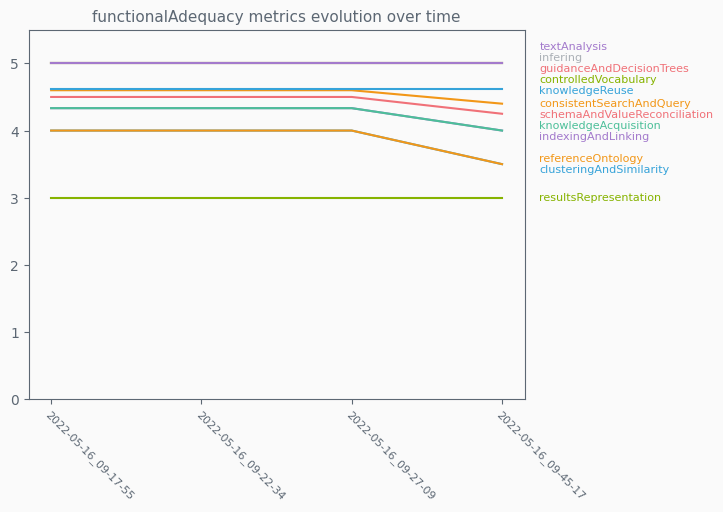 functionalAdequacy metrics evolution over time
5
4
3
2
1
0
2022-05-16_09-17-55
2022-05-16_09-22-34
2022-05-16_09-27-09
2022-05-16_09-45-17
textAnalysis
infering
guidanceAndDecisionTrees
controlledVocabulary
knowledgeReuse
consistentSearchAndQuery
schemaAndValueReconciliation
knowledgeAcquisition
indexingAndLinking
referenceOntology
clusteringAndSimilarity
resultsRepresentation